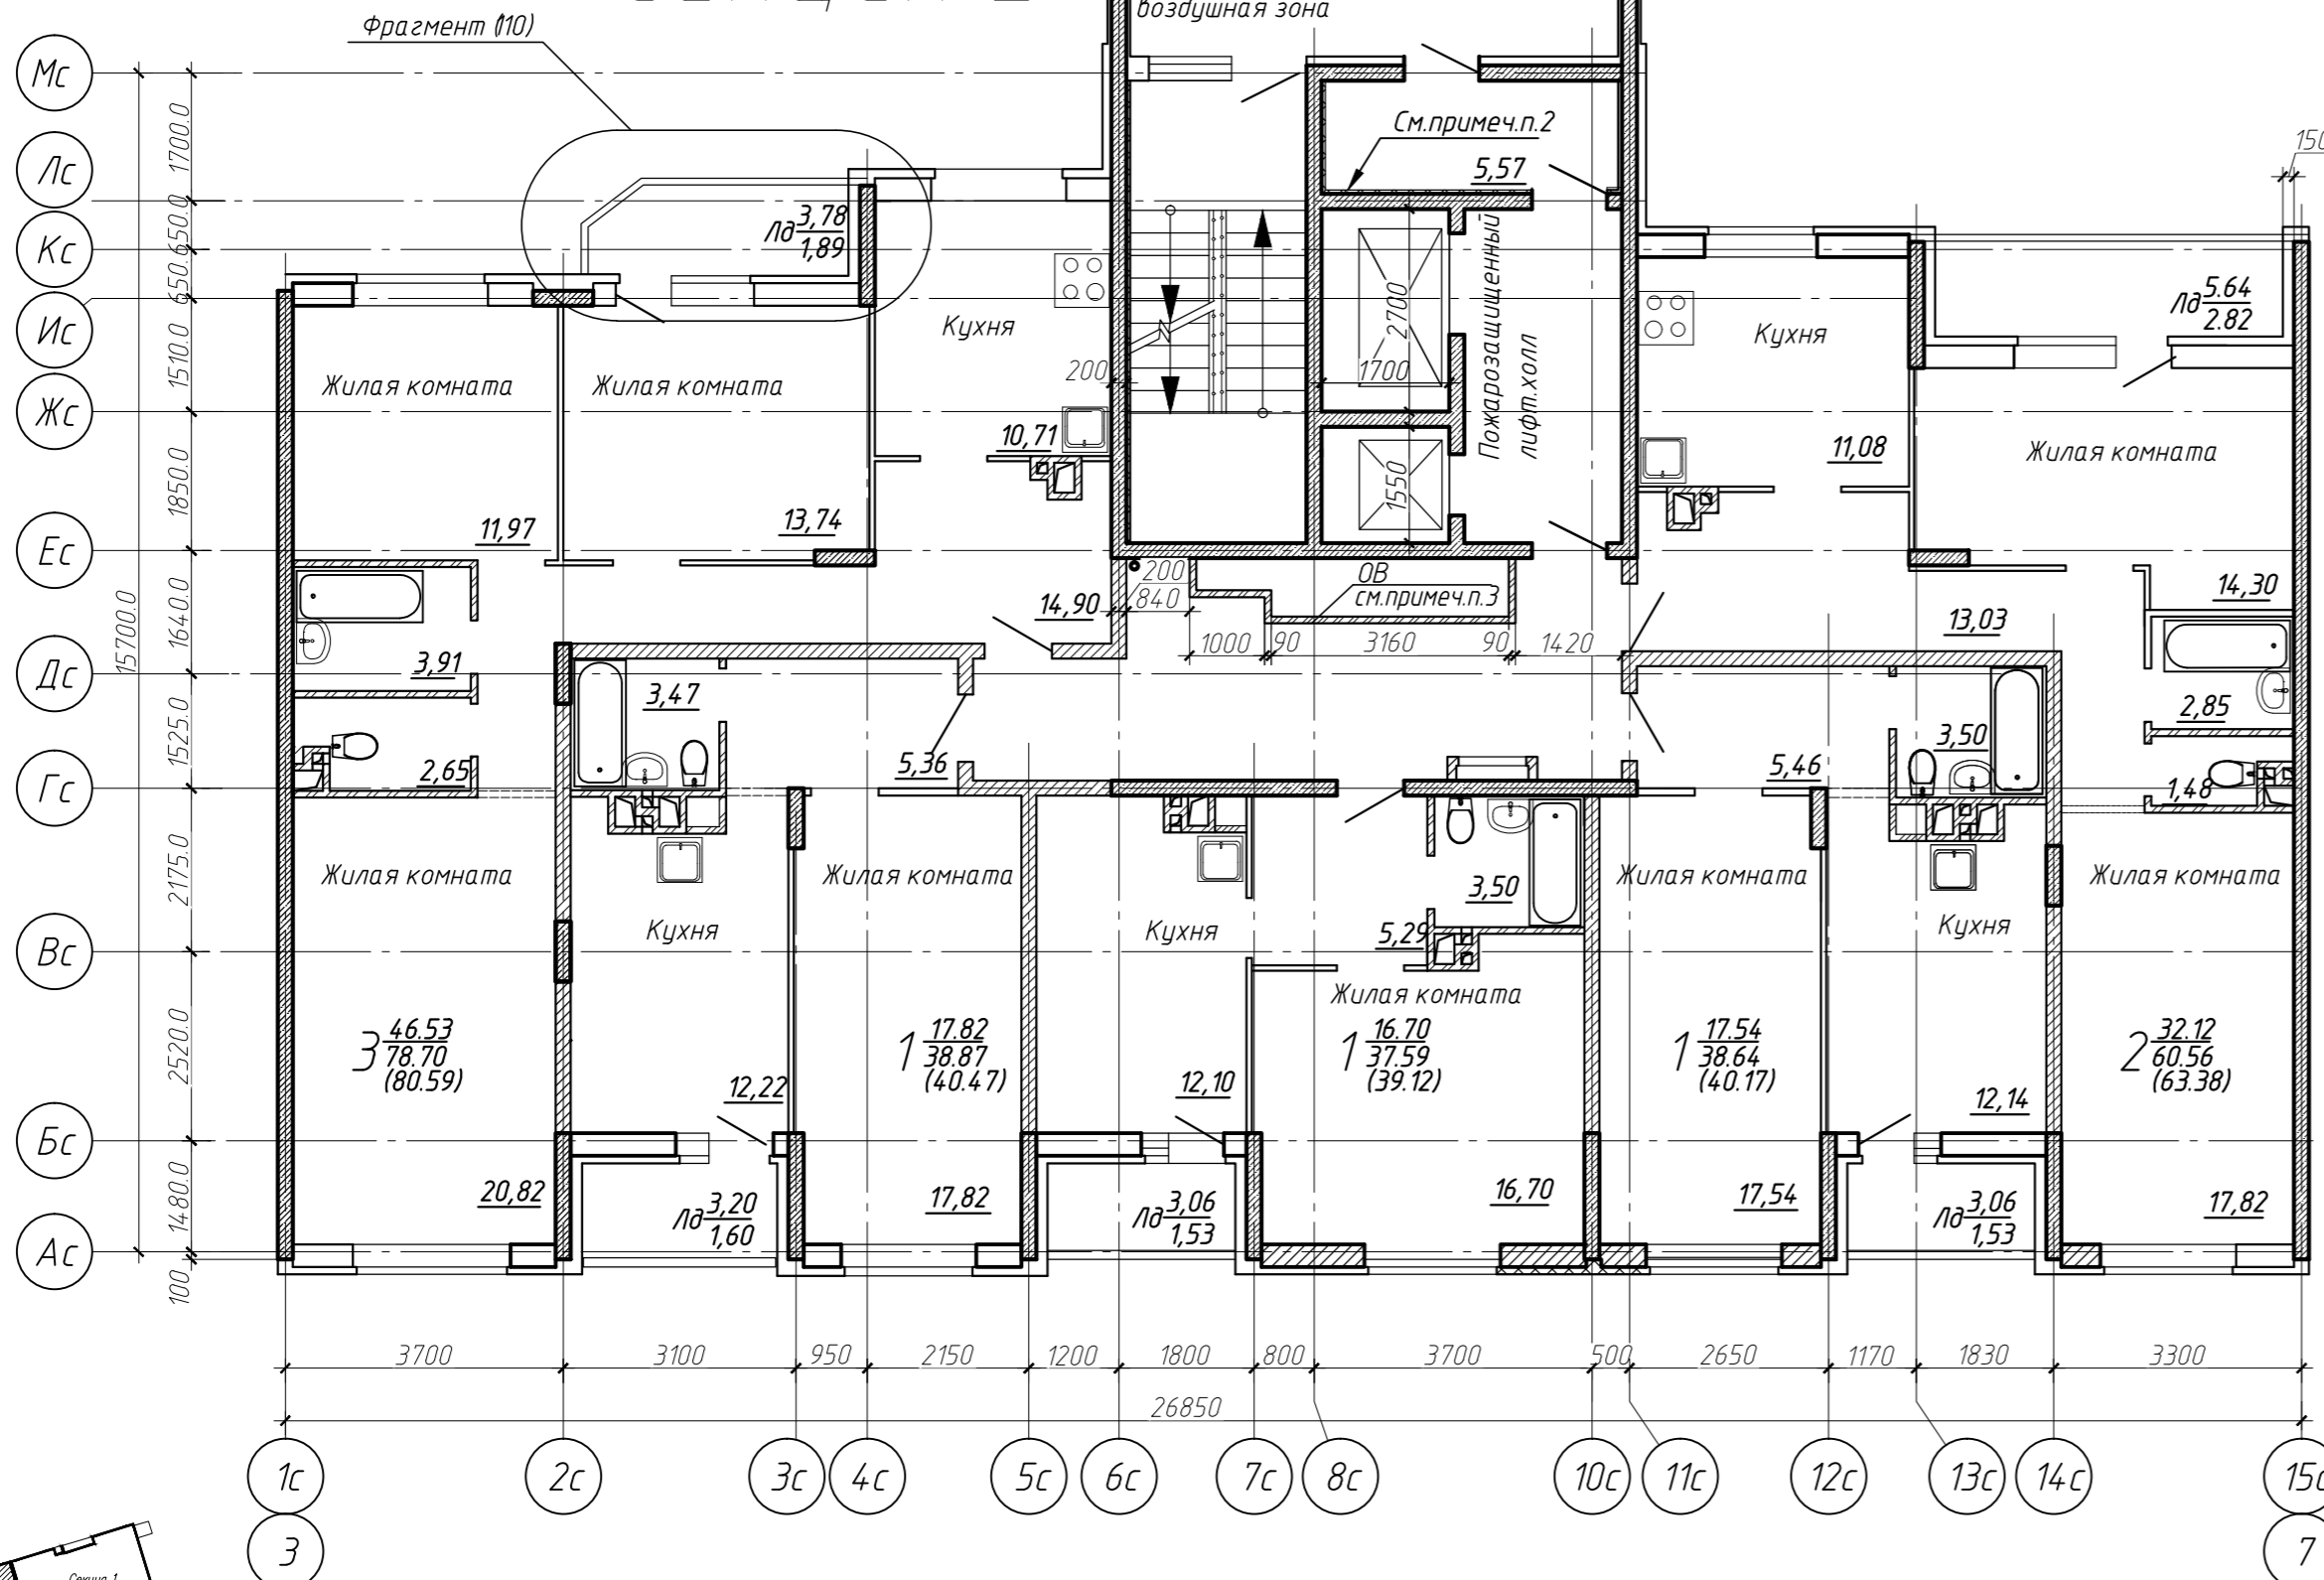 воздушная зона
Фрагмент (10)
Мс
См.примеч.п.2
1700.0
Лс
5,57
Лд 3,78
1,89
650.0
Кс
Пожарозащищенный
лифт.холл
2700
Лд 5.64
2.82
650.0
Ис
Кухня
Кухня
1510.0
Жилая комната
Жилая комната
200
1700
Жс
10,71
11,08
Жилая комната
1850.0
1550
11,97
13,74
Ес
200
ОВ
см.примеч.п.3
14,30
15700.0
1640.0
14,90
840
13,03
1000
90
3160
90
1420
3,91
Дс
3,47
2,85
1525.0
3,50
2,65
5,36
5,46
1,48
Гс
2175.0
Жилая комната
Жилая комната
3,50
Жилая комната
Жилая комната
Кухня
Кухня
5,29
Кухня
Вс
Жилая комната
2520.0
3 46.53
78.70
(80.59)
1 17.82
38.87
(40.47)
1 16.70
37.59
(39.12)
1 17.54
38.64
(40.17)
2 32.12
60.56
(63.38)
12,22
12,10
12,14
Бс
1480.0
20,82
17,82
16,70
17,54
17,82
Лд 3,20
1,60
Лд 3,06
1,53
Лд 3,06
1,53
Ас
100
3700
3100
950
2150
1200
1800
800
3700
500
2650
1170
1830
3300
26850
1с
2с
3с
4с
5с
6с
7с
8с
10с
11с
12с
13с
14с
15с
3
7
Секция 1